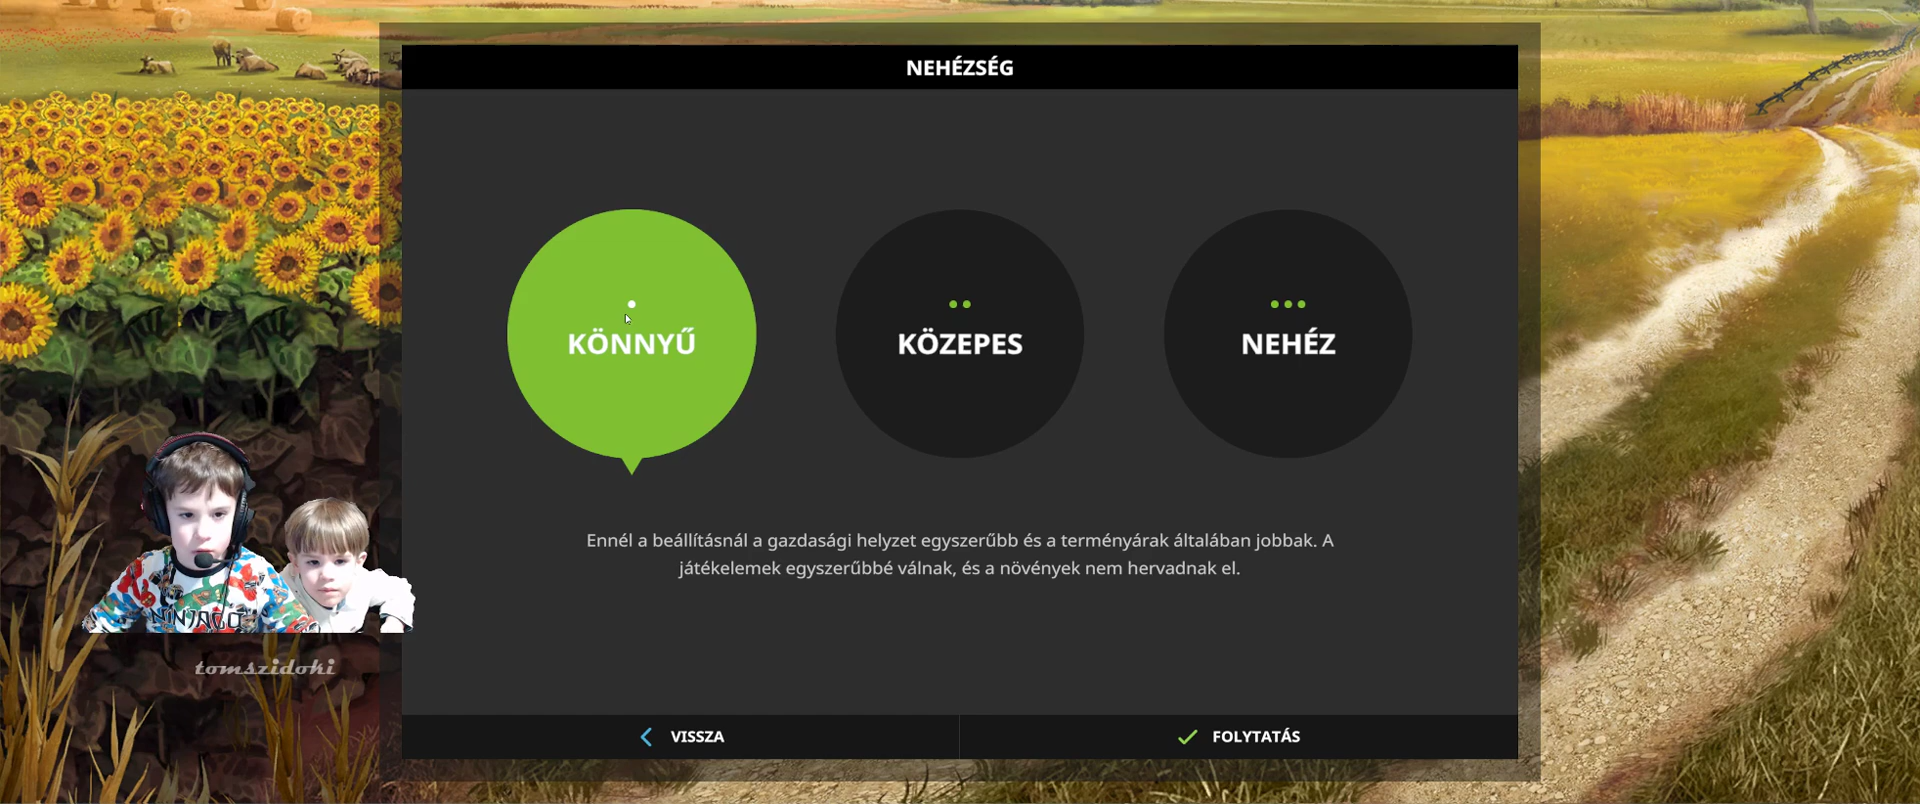 NEHÉZSÉG
KÖNNYŰ
KÖZEPES
NEHÉZ
Ennél a beállításnál a gazdasági helyzet egyszerűbb és a terményárak általában jobbak. A
játékelemek egyszerűbbé válnak, és a növények nem hervadnak el.
NINJAGO
tomszidoki
VISSZA
FOLYTATÁS